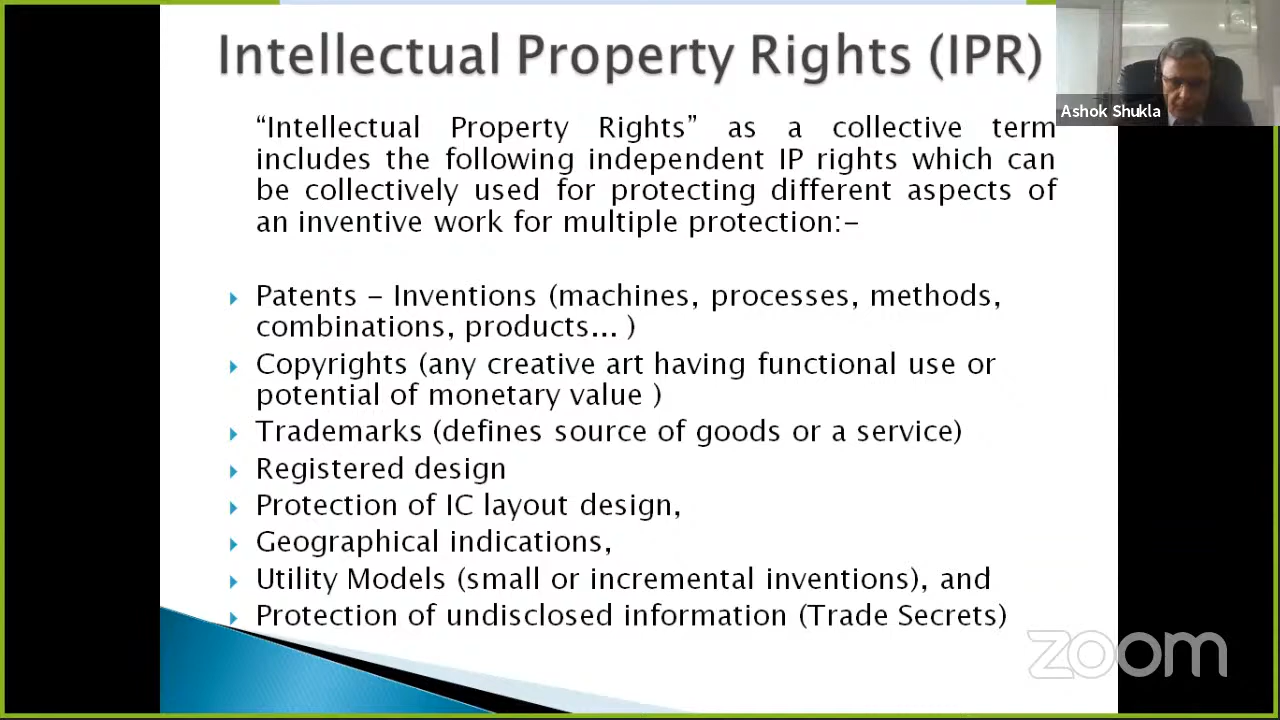 Intellectual Property Rights (IPR)
Ashok Shukla
“Intellectual Property Rights” as a collective term
includes the following independent IP rights which can
be collectively used for protecting different aspects of
an inventive work for multiple protection:-
Patents – Inventions (machines, processes, methods,
combinations, products... )
Copyrights (any creative art having functional use or
potential of monetary value )
Trademarks (defines source of goods or a service)
Registered design
Protection of IC layout design,
Geographical indications,
Utility Models (small or incremental inventions), and
Protection of undisclosed information (Trade Secrets)
zoom